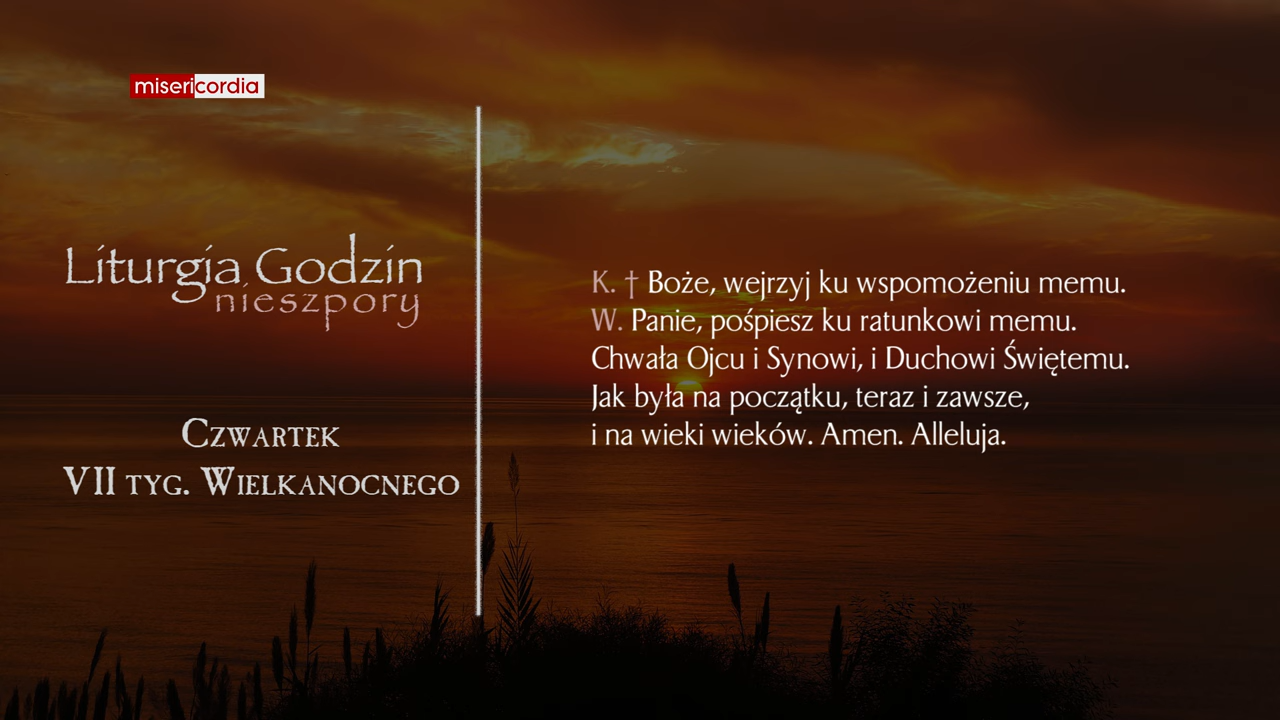 misericordia
Liturgia Godzin
nieszpory
Czwartek
VII tyg. Wielkanocnego
K. † Boże, wejrzyj ku wspomożeniu memu.
W. Panie, pośpiesz ku ratunkowi memu.
Chwała Ojcu i Synowi, i Duchowi Świętemu.
Jak była na początku, teraz i zawsze,
i na wieki wieków. Amen. Alleluja.